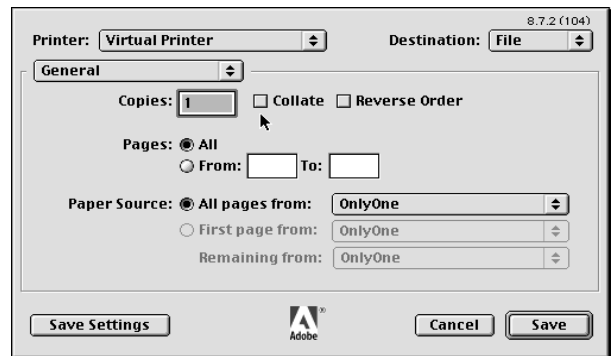 8.7.2 (104)
Printer: Virtual Printer Destination: File
General
Copies: 1 Collate Reverse Order
Pages: All
From: To:
Paper Source: All pages from: OnlyOne
First page from: OnlyOne
Remaining from: OnlyOne
Save Settings Adobe ® Cancel Save